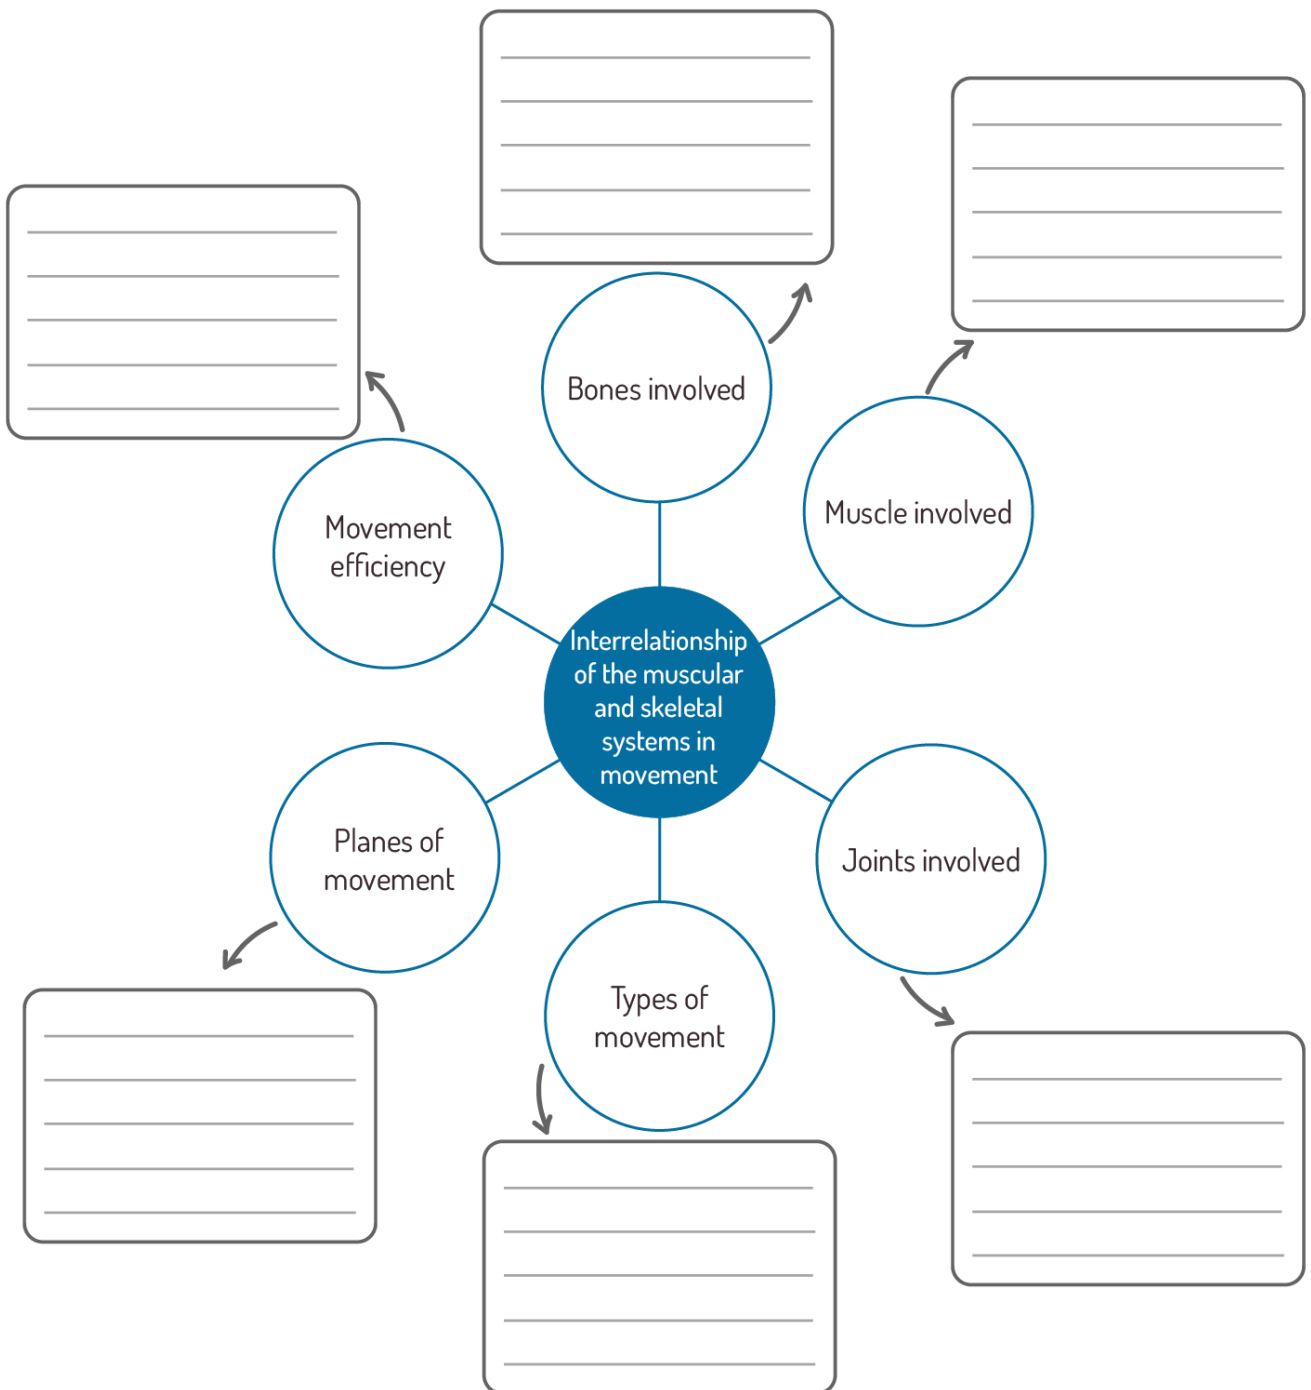 Bones involved
Muscle involved
Movement
efficiency
Interrelationship
of the muscular
and skeletal
systems in
movement
Planes of
movement
Joints involved
Types of
movement